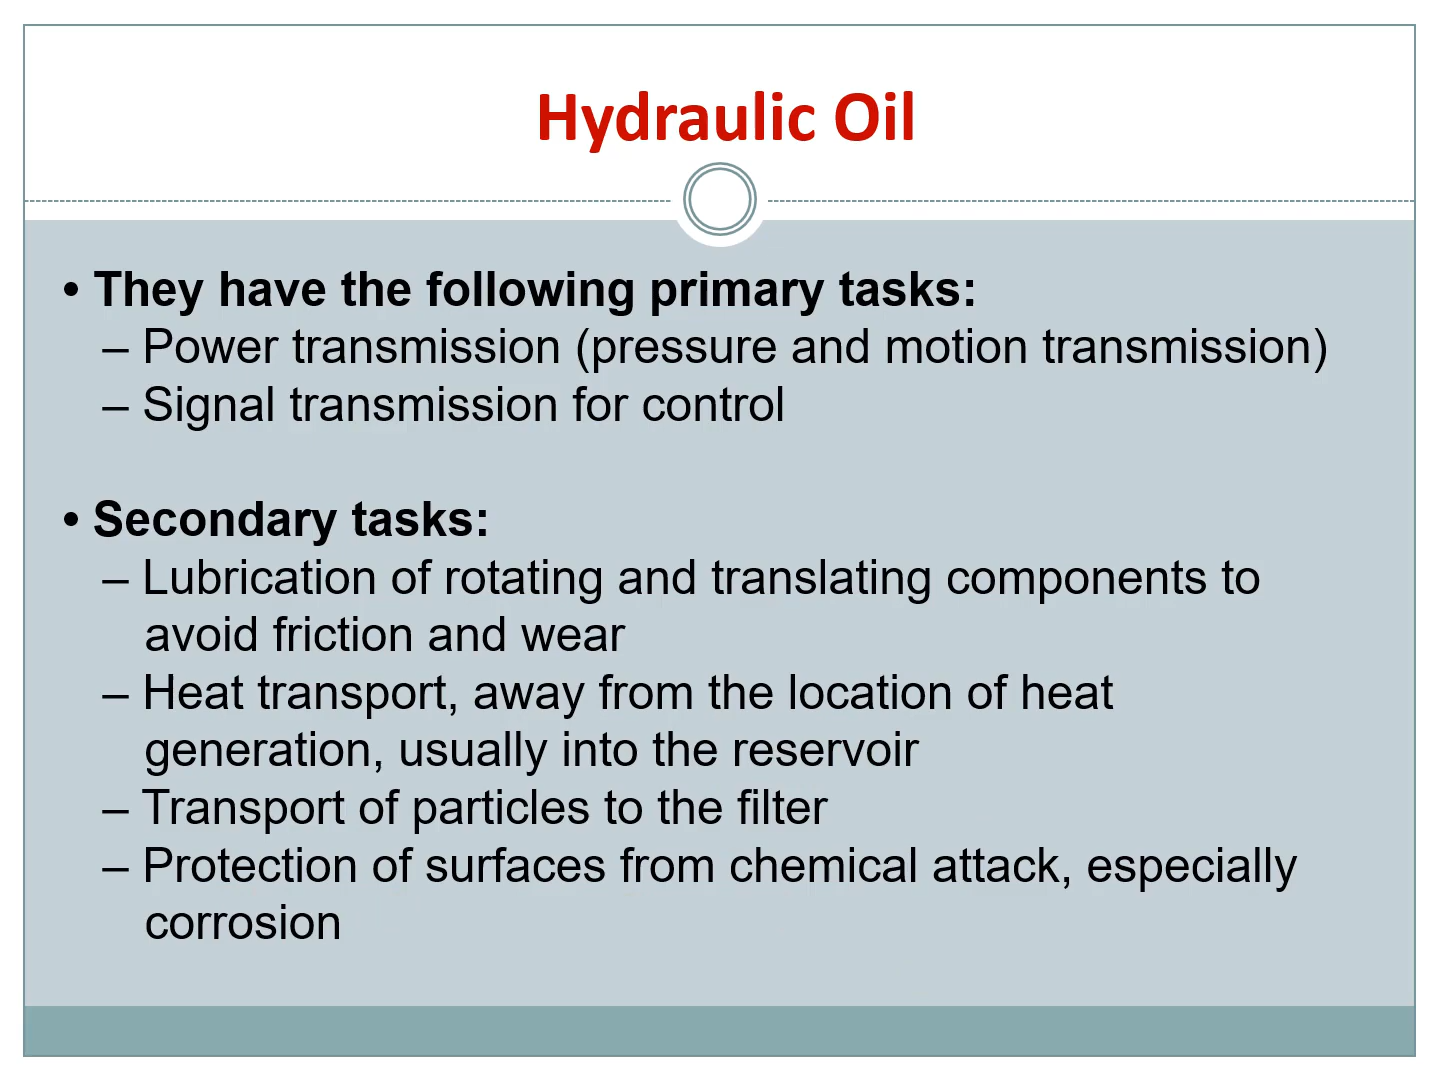 Hydraulic Oil
• They have the following primary tasks:
– Power transmission (pressure and motion transmission)
– Signal transmission for control
• Secondary tasks:
– Lubrication of rotating and translating components to
avoid friction and wear
– Heat transport, away from the location of heat
generation, usually into the reservoir
– Transport of particles to the filter
– Protection of surfaces from chemical attack, especially
corrosion